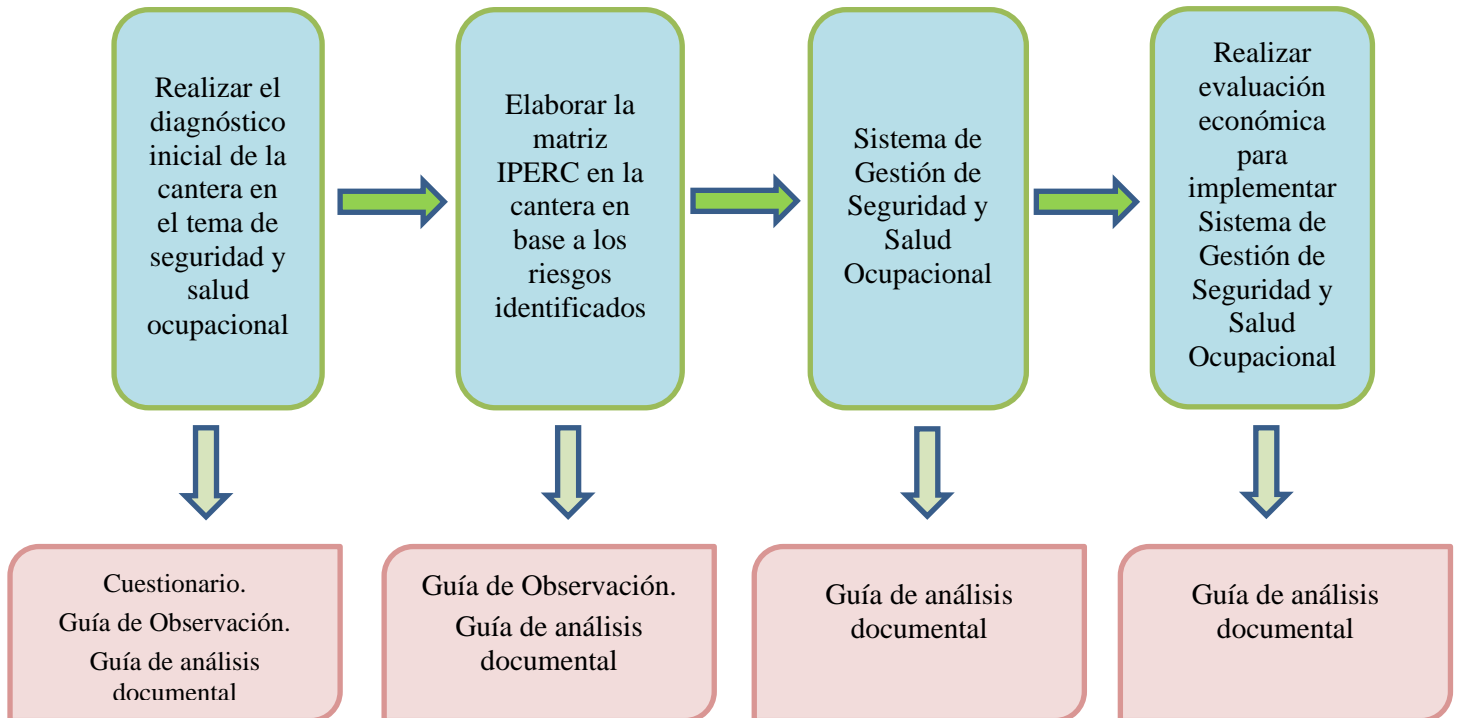 Realizar el
diagnóstico
inicial de la
cantera en
el tema de
seguridad y
salud
ocupacional
Elaborar la
matriz
IPERC en la
cantera en
base a los
riesgos
identificados
Sistema de
Gestión de
Seguridad y
Salud
Ocupacional
Realizar
evaluación
económica
para
implementar
Sistema de
Gestión de
Seguridad y
Salud
Ocupacional
Cuestionario.
Guía de Observación.
Guía de análisis
documental
Guía de Observación.
Guía de análisis
documental
Guía de análisis
documental
Guía de análisis
documental